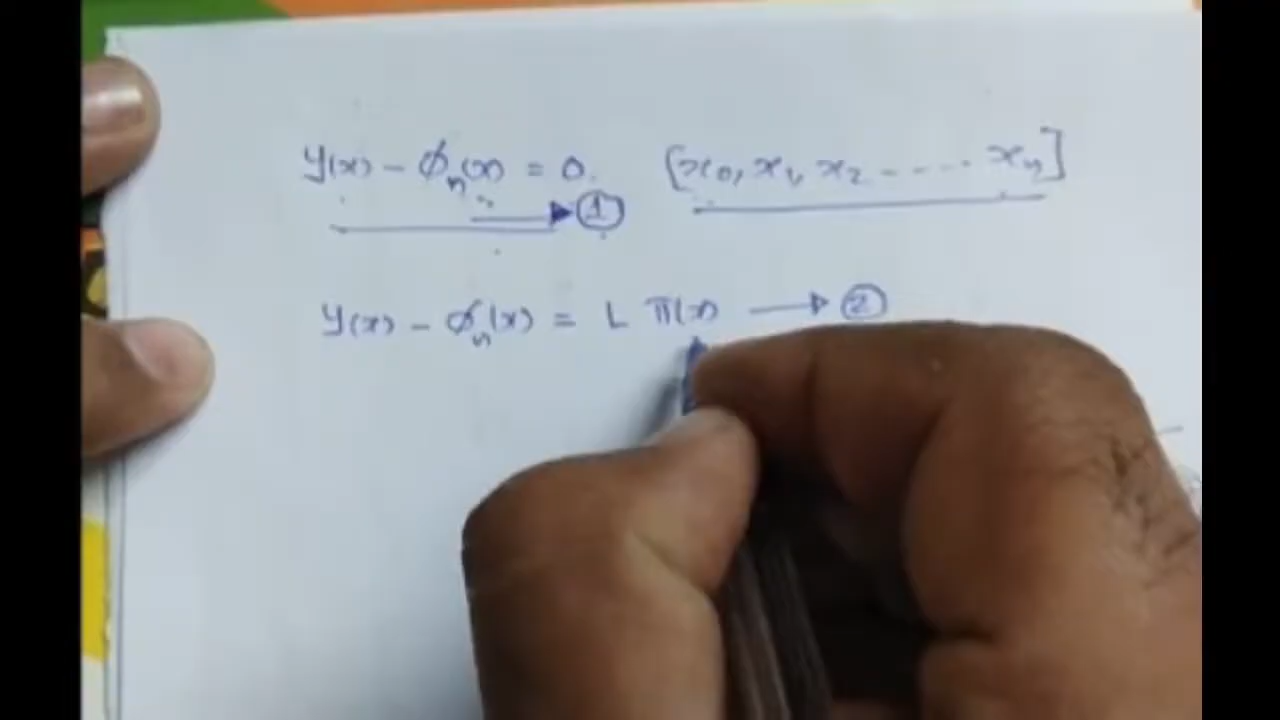 y(x) - ϕₙ(x) = 0. [x₀, x₁, x₂ ----- xₙ]
→ ①
y(x) - ϕₙ(x) = L π(x) → ②